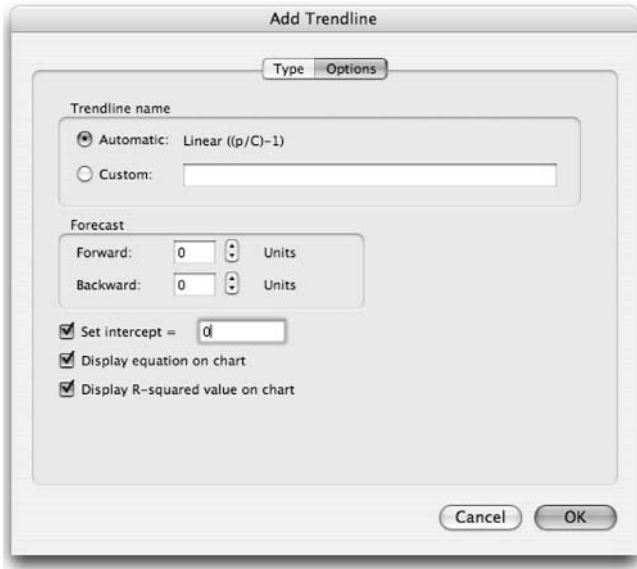 Add Trendline
Type Options
Trendline name
Automatic: Linear ((p/C)-1)
Custom:
Forecast
Forward: 0 Units
Backward: 0 Units
Set intercept = 0
Display equation on chart
Display R-squared value on chart
Cancel OK